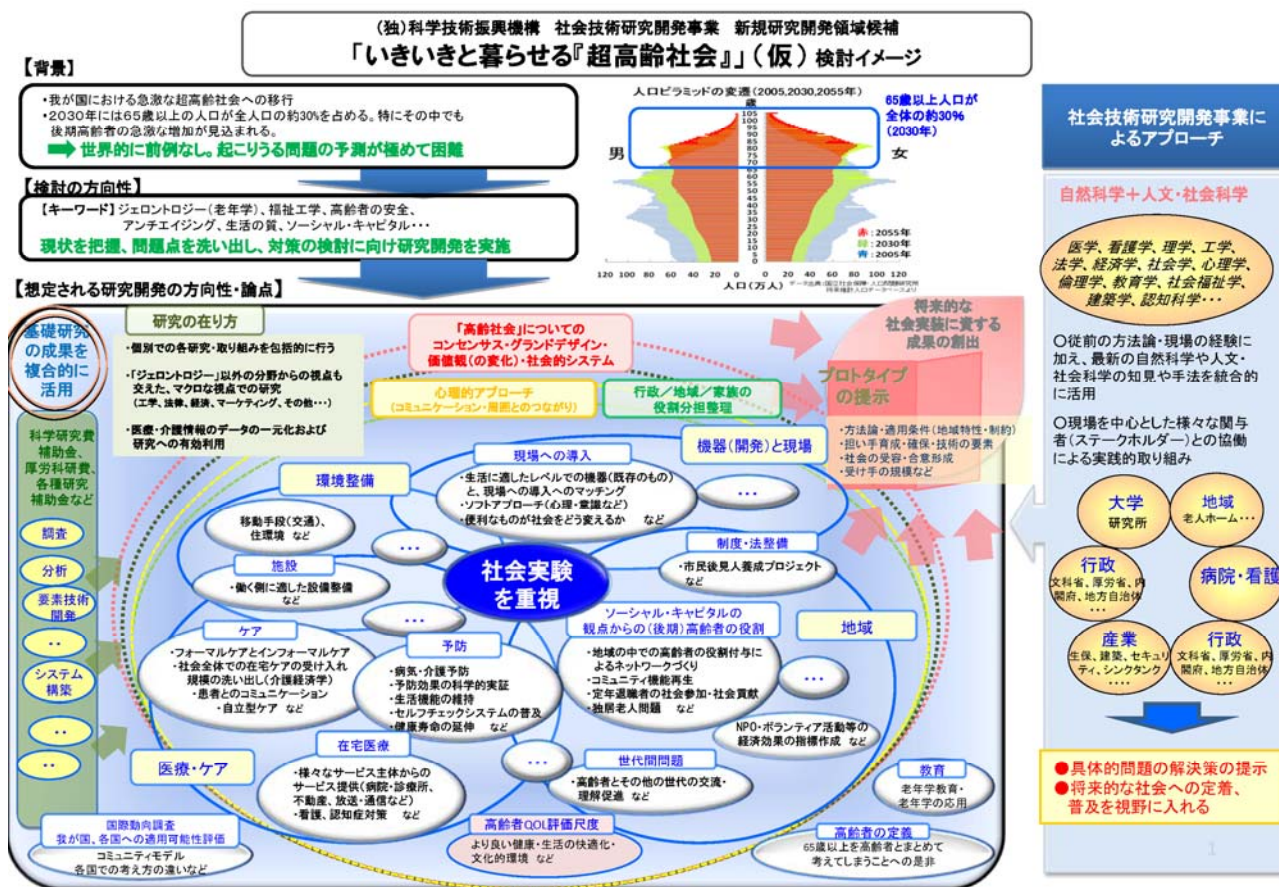 (独)科学技術振興機構 社会技術研究開発事業 新規研究開発領域候補
「いきいきと暮らせる『超高齢社会』」(仮) 検討イメージ
【背景】
・我が国における急激な超高齢社会への移行
・2030年には65歳以上の人口が全人口の約30%を占める。特にその中でも
後期高齢者の急激な増加が見込まれる。
世界的に前例なし。起こりうる問題の予測が極めて困難
【検討の方向性】
【キーワード】ジェロントロジー(老年学)、福祉工学、高齢者の安全、
アンチエイジング、生活の質、ソーシャル・キャピタル・・・
現状を把握、問題点を洗い出し、対策の検討に向け研究開発を実施
人口ピラミッドの変遷(2005,2030,2055年)
歳
105
100
95
90
85
80
75
70
65
60
55
50
45
40
35
30
25
20
15
10
5
0
男
女
65歳以上人口が
全体の約30%
(2030年)
赤:2055年
緑:2030年
青:2005年
120 100 80 60 40 20 0 0 20 40 60 80 100 120
人口(万人)
【想定される研究開発の方向性・論点】
基礎研究
の成果を
複合的に
活用
科学研究費
補助金、
厚労科研費、
各種研究
補助金など
調査
分析
要素技術
開発
・・
システム
構築
・・
・・
研究の在り方
・個別での各研究・取り組みを包括的に行う
・「ジェロントロジー」以外の分野からの視点も
交えた、マクロな視点での研究
(工学、法律、経済、マーケティング、その他・・・)
・医療・介護情報のデータの一元化および
研究への有効利用
「高齢社会」についての
コンセンサス・グランドデザイン・
価値観(の変化)・社会的システム
心理的アプローチ
(コミュニケーション・周囲とのつながり)
行政/地域/家族の
役割分担整理
将来的な
社会実装に資する
成果の創出
プロトタイプ
の提示
・方法論・適用条件(地域特性・制約)
・担い手育成・確保・技術の要素
・社会の受容・合意形成
・受け手の規模など
機器(開発)と現場
現場への導入
・生活に適したレベルでの機器(既存のもの)
と、現場への導入へのマッチング
・ソフトアプローチ(心理・意識など)
・便利なものが社会をどう変えるか など
・・・
環境整備
移動手段(交通)、
住環境 など
・・・
施設
・働く側に適した設備整備
など
・・・
社会実験
を重視
制度・法整備
・市民後見人養成プロジェクト
など
ケア
・フォーマルケアとインフォーマルケア
・社会全体での在宅ケアの受け入れ
規模の洗い出し(介護経済学)
・患者とのコミュニケーション
・自立型ケア など
予防
・病気・介護予防
・予防効果の科学的実証
・生活機能の維持
・セルフチェックシステムの普及
・健康寿命の延伸 など
ソーシャル・キャピタルの
観点からの(後期)高齢者の役割
・地域の中での高齢者の役割付与に
よるネットワークづくり
・コミュニティ機能再生
・定年退職者の社会参加・社会貢献
・独居老人問題 など
地域
・・・
NPO・ボランティア活動等の
経済効果の指標作成 など
医療・ケア
在宅医療
・様々なサービス主体からの
サービス提供(病院・診療所、
不動産、放送・通信など)
・看護、認知症対策 など
・・・
世代間問題
・高齢者とその他の世代の交流・
理解促進 など
教育
老年学教育・
老年学の応用
国際動向調査
我が国、各国への適用可能性評価
コミュニティモデル
各国での考え方の違いなど
高齢者QOL評価尺度
より良い健康・生活の快適化・
文化的環境 など
高齢者の定義
65歳以上を高齢者とまとめて
考えてしまうことへの是非
社会技術研究開発事業に
よるアプローチ
自然科学+人文・社会科学
医学、看護学、理学、工学、
法学、経済学、社会学、心理学、
倫理学、教育学、社会福祉学、
建築学、認知科学・・・
○従前の方法論・現場の経験に
加え、最新の自然科学や人文・
社会科学の知見や手法を統合的
に活用
○現場を中心とした様々な関与
者(ステークホルダー)との協働
による実践的取り組み
大学
研究所
地域
老人ホーム・・・
行政
文科省、厚労省、内
閣府、地方自治体
・・・
病院・看護
産業
生保、建築、セキュリ
ティ、シンクタンク
・・・・
行政
文科省、厚労省、内
閣府、地方自治体
・・・
●具体的問題の解決策の提示
●将来的な社会への定着、
普及を視野に入れる
1